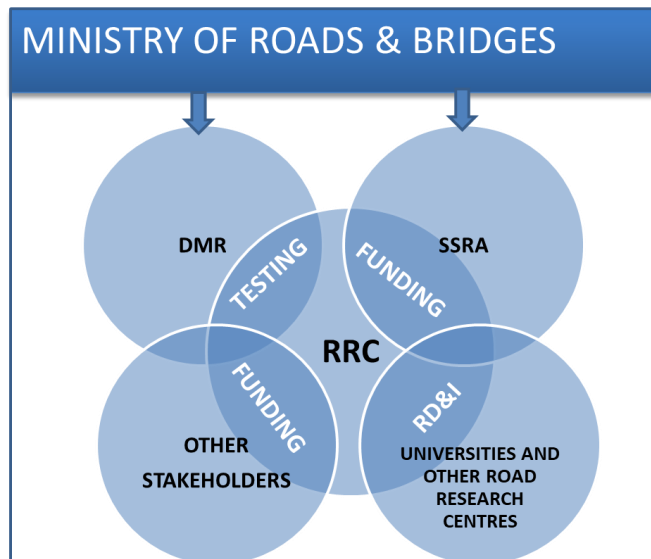 MINISTRY OF ROADS & BRIDGES
DMR
SSRA
TESTING
FUNDING
RRC
FUNDING
RD&I
OTHER
STAKEHOLDERS
UNIVERSITIES AND
OTHER ROAD
RESEARCH
CENTRES